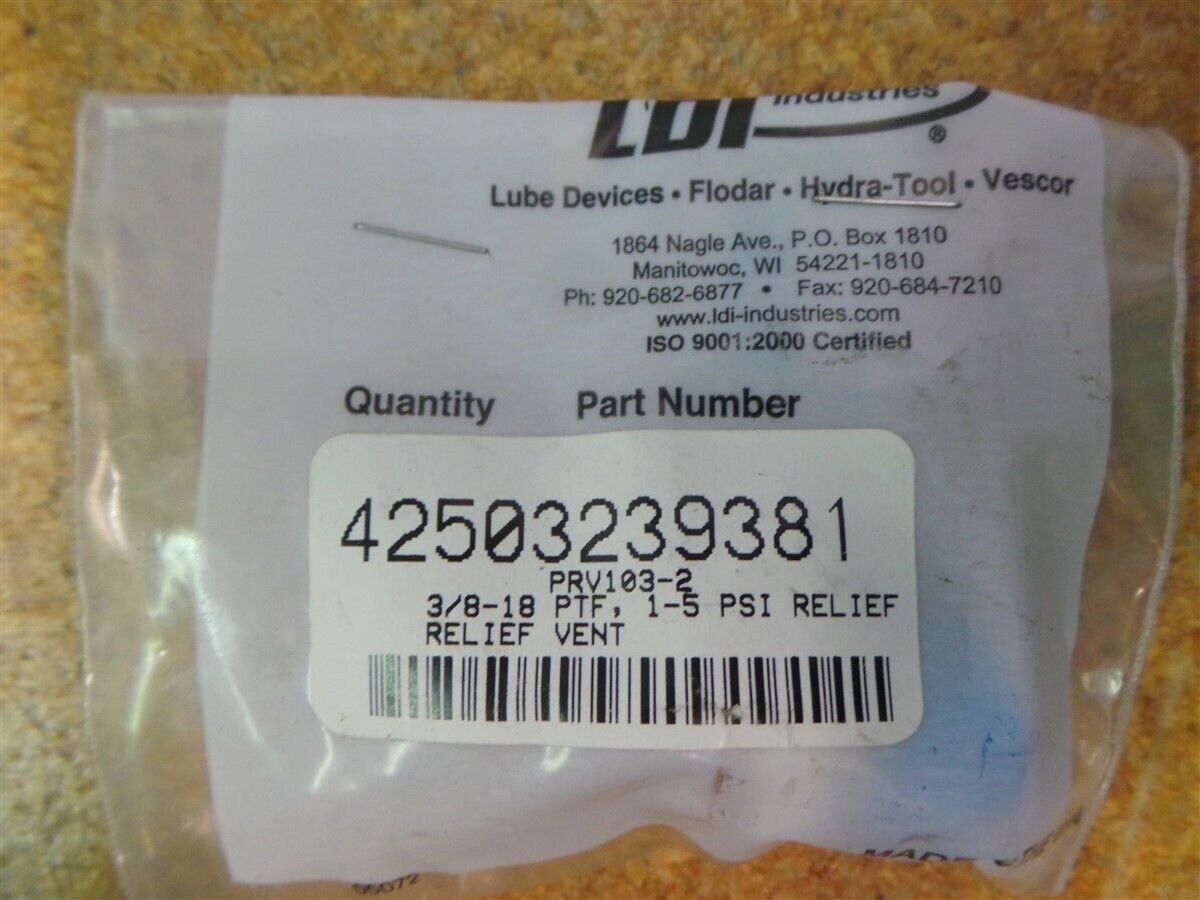 LDI industries
®
Lube Devices • Flodar • Hydra-Tool • Vescor
1864 Nagle Ave., P.O. Box 1810
Manitowoc, WI 54221-1810
Ph: 920-682-6877 • Fax: 920-684-7210
www.ldi-industries.com
ISO 9001:2000 Certified
Quantity Part Number
42503239381
PRV103-2
3/8-18 PTF, 1-5 PSI RELIEF
RELIEF VENT
MADE